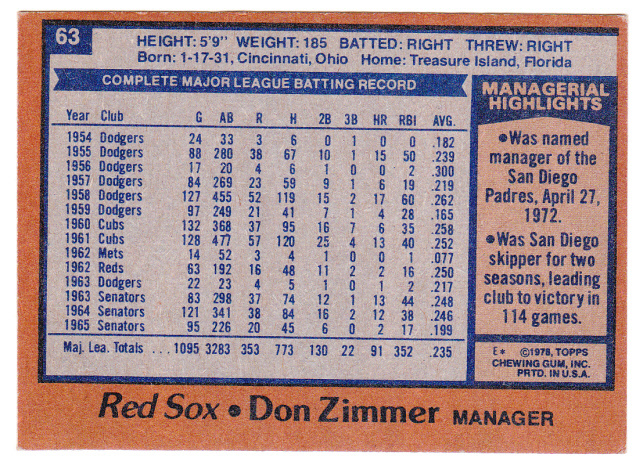 63
HEIGHT: 5'9" WEIGHT: 185 BATTED: RIGHT THREW: RIGHT
Born: 1-17-31, Cincinnati, Ohio Home: Treasure Island, Florida
COMPLETE MAJOR LEAGUE BATTING RECORD
Year Club G AB R H 2B 3B HR RBI AVG.
1954 Dodgers 24 33 3 6 0 1 0 0 .182
1955 Dodgers 88 280 38 67 10 1 15 50 .239
1956 Dodgers 17 20 4 6 1 0 0 2 .300
1957 Dodgers 84 269 23 59 9 1 6 19 .219
1958 Dodgers 127 455 52 119 15 2 17 60 .262
1959 Dodgers 97 249 21 41 7 1 4 28 .165
1960 Cubs 132 368 37 95 16 7 6 35 .258
1961 Cubs 128 477 57 120 25 4 13 40 .252
1962 Mets 14 52 3 4 1 0 0 1 .077
1962 Reds 63 192 16 48 11 2 2 16 .250
1963 Dodgers 22 23 4 5 1 0 1 2 .217
1963 Senators 83 298 37 74 12 1 13 44 .248
1964 Senators 121 341 38 84 16 2 12 38 .246
1965 Senators 95 226 20 45 6 0 2 17 .199
Maj. Lea. Totals ... 1095 3283 353 773 130 22 91 352 .235
MANAGERIAL
HIGHLIGHTS
●Was named
manager of the
San Diego
Padres, April 27,
1972.
●Was San Diego
skipper for two
seasons, leading
club to victory in
114 games.
E* ©1978, TOPPS
CHEWING GUM, INC.
PRTD. IN U.S.A.
Red Sox ● Don Zimmer MANAGER